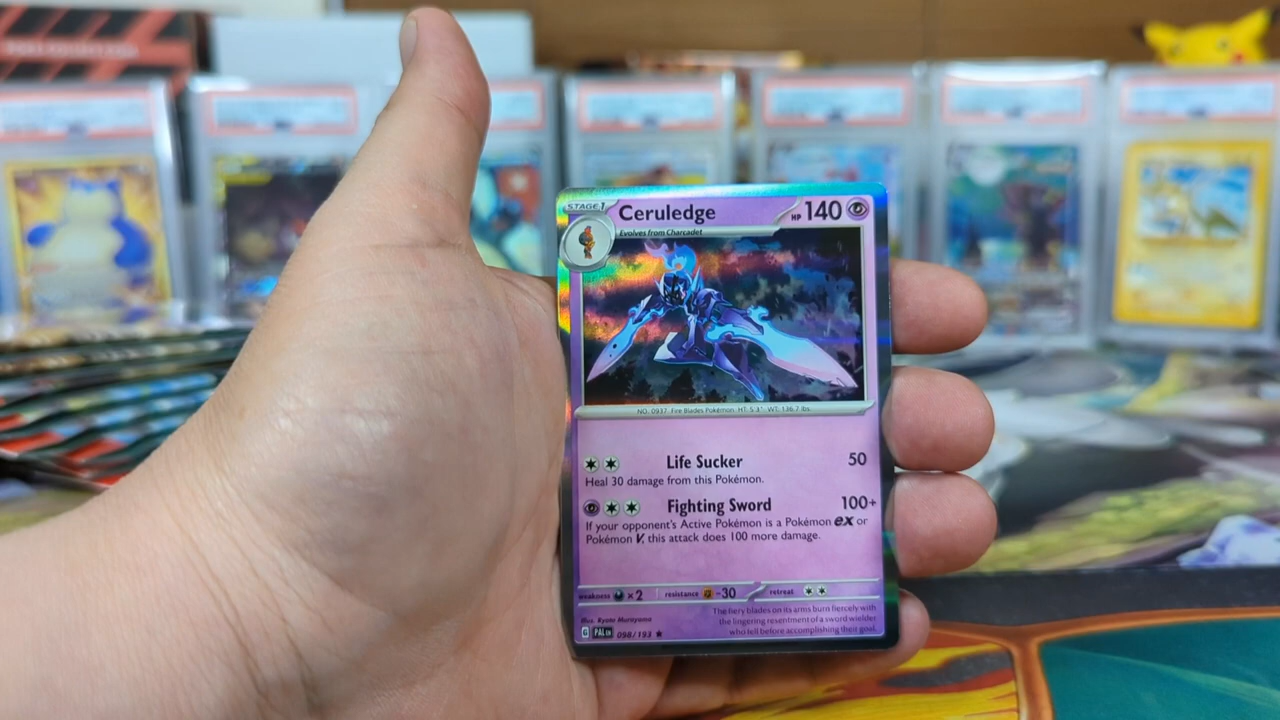 STAGE 1
Ceruledge
HP 140
Evolves from Charcadet
NO. 0937 Fire Blades Pokémon HT: 5'3" WT: 136.7 lbs.
Life Sucker 50
Heal 30 damage from this Pokémon.
Fighting Sword 100+
If your opponent's Active Pokémon is a Pokémon ex or
Pokémon V, this attack does 100 more damage.
weakness ×2 resistance -30 retreat
Illus. Kyoto Murayama
The fiery blades on its arms burn fiercely with
the lingering resentment of a sword wielder
who fell before accomplishing their goal.
G PAL EN 098/193 ★